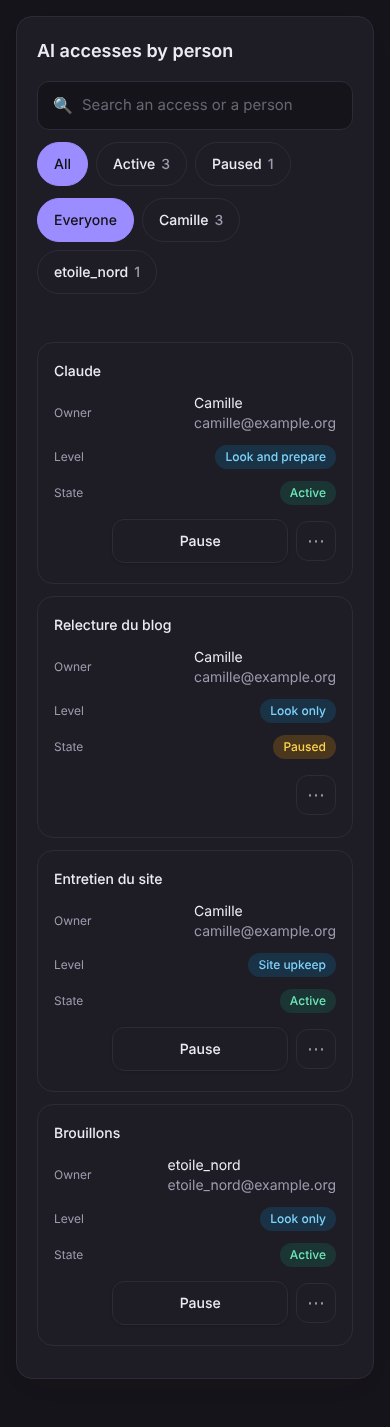 AI accesses by person
🔍 Search an access or a person
All
Active 3
Paused 1
Everyone
Camille 3
etoile_nord 1
Claude
Owner
Camille
camille@example.org
Level
Look and prepare
State
Active
Pause
⋯
Relecture du blog
Owner
Camille
camille@example.org
Level
Look only
State
Paused
⋯
Entretien du site
Owner
Camille
camille@example.org
Level
Site upkeep
State
Active
Pause
⋯
Brouillons
Owner
etoile_nord
etoile_nord@example.org
Level
Look only
State
Active
Pause
⋯